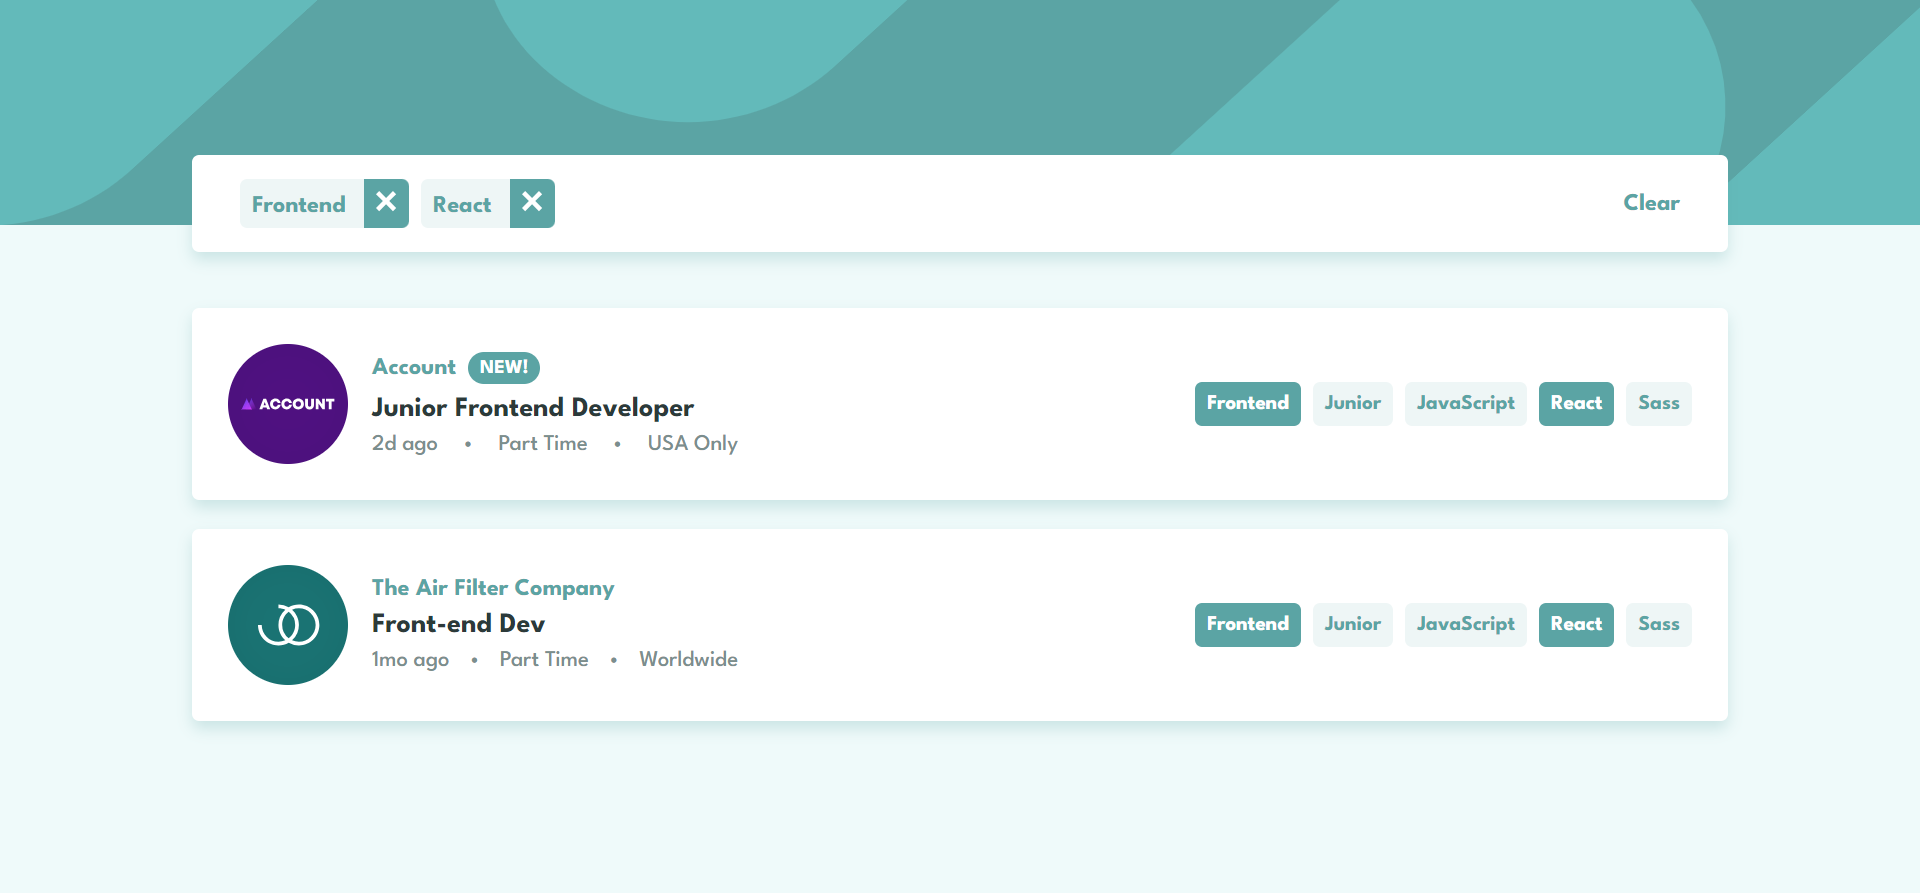 Frontend ✕ React ✕ Clear
ACCOUNT
Account NEW!
Junior Frontend Developer
2d ago • Part Time • USA Only
Frontend Junior JavaScript React Sass
The Air Filter Company
Front-end Dev
1mo ago • Part Time • Worldwide
Frontend Junior JavaScript React Sass